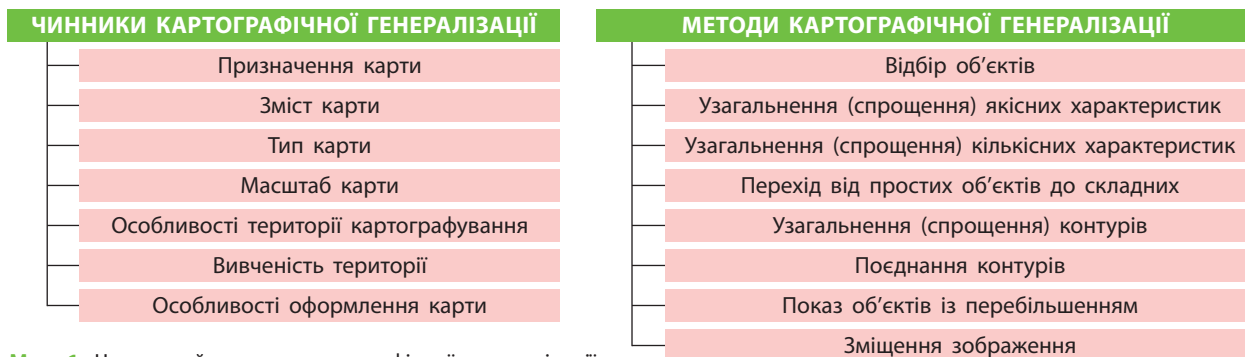 ЧИННИКИ КАРТОГРАФІЧНОЇ ГЕНЕРАЛІЗАЦІЇ
Призначення карти
Зміст карти
Тип карти
Масштаб карти
Особливості території картографування
Вивченість території
Особливості оформлення карти
МЕТОДИ КАРТОГРАФІЧНОЇ ГЕНЕРАЛІЗАЦІЇ
Відбір об’єктів
Узагальнення (спрощення) якісних характеристик
Узагальнення (спрощення) кількісних характеристик
Перехід від простих об’єктів до складних
Узагальнення (спрощення) контурів
Поєднання контурів
Показ об’єктів із перебільшенням
Зміщення зображення